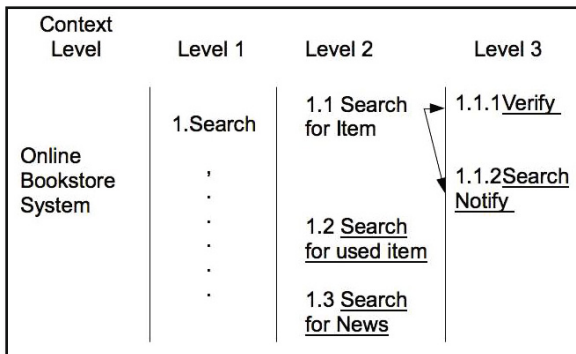 Context
Level
Level 1
Level 2
Level 3
Online
Bookstore
System
1.Search
,
.
.
.
.
.
.
1.1 Search
for Item
1.2 Search
for used item
1.3 Search
for News
1.1.1Verify
1.1.2Search
Notify